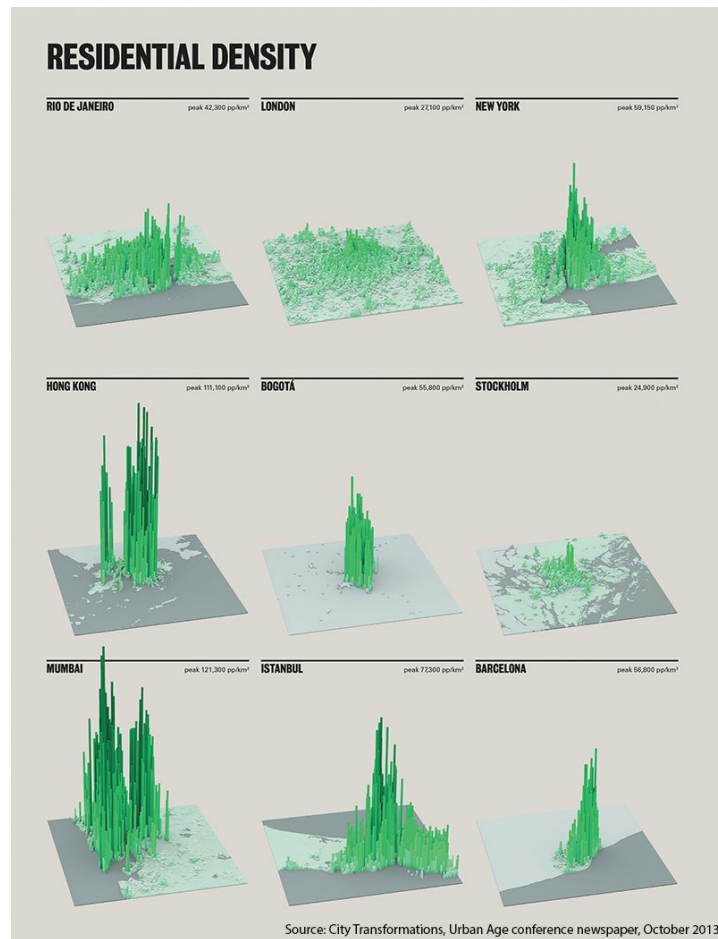 RESIDENTIAL DENSITY
RIO DE JANEIRO peak 42,300 pp/km²
LONDON peak 27,100 pp/km²
NEW YORK peak 59,150 pp/km²
HONG KONG peak 111,100 pp/km²
BOGOTÁ peak 55,800 pp/km²
STOCKHOLM peak 24,900 pp/km²
MUMBAI peak 121,300 pp/km²
ISTANBUL peak 77,300 pp/km²
BARCELONA peak 56,800 pp/km²
Source: City Transformations, Urban Age conference newspaper, October 2013